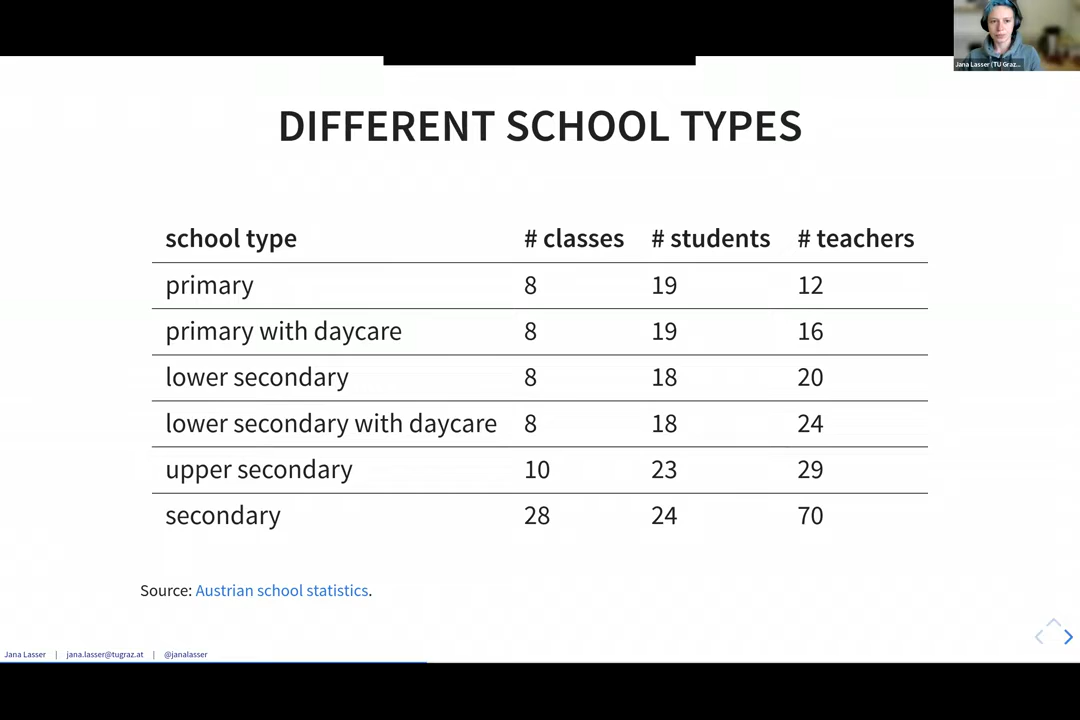 Jana Lasser (TU Graz...
DIFFERENT SCHOOL TYPES
school type # classes # students # teachers
primary 8 19 12
primary with daycare 8 19 16
lower secondary 8 18 20
lower secondary with daycare 8 18 24
upper secondary 10 23 29
secondary 28 24 70
Source: Austrian school statistics.
Jana Lasser | jana.lasser@tugraz.at | @janalasser